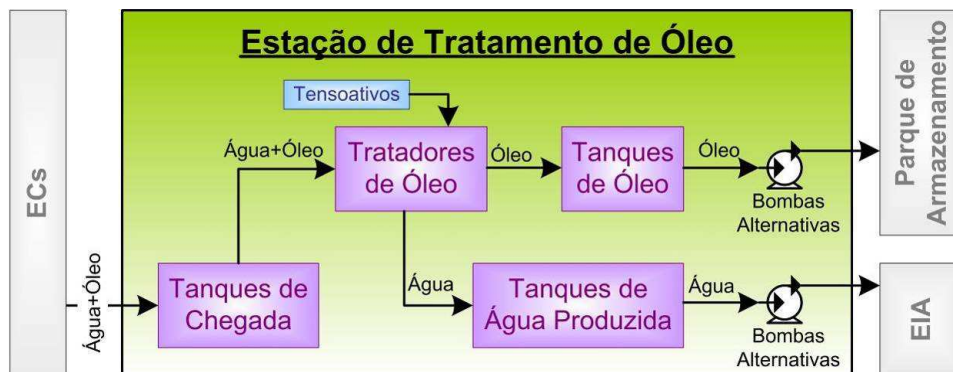 Estação de Tratamento de Óleo
ECs
Água+Óleo
Tanques de
Chegada
Água+Óleo
Tensoativos
Tratadores
de Óleo
Óleo
Tanques
de Óleo
Óleo
Bombas
Alternativas
Parque de
Armazenamento
Água
Tanques de
Água Produzida
Água
Bombas
Alternativas
EIA